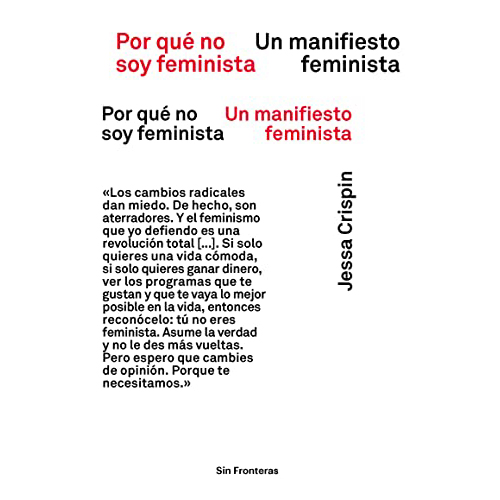 Por qué no
soy feminista
Un manifiesto
feminista
Por qué no
soy feminista
Un manifiesto
feminista
Jessa Crispin
«Los cambios radicales
dan miedo. De hecho, son
aterradores. Y el feminismo
que yo defiendo es una
revolución total [...]. Si solo
quieres una vida cómoda,
si solo quieres ganar dinero,
ver los programas que te
gustan y que te vaya lo mejor
posible en la vida, entonces
reconócelo: tú no eres
feminista. Asume la verdad
y no le des más vueltas.
Pero espero que cambies
de opinión. Porque te
necesitamos.»
Sin Fronteras